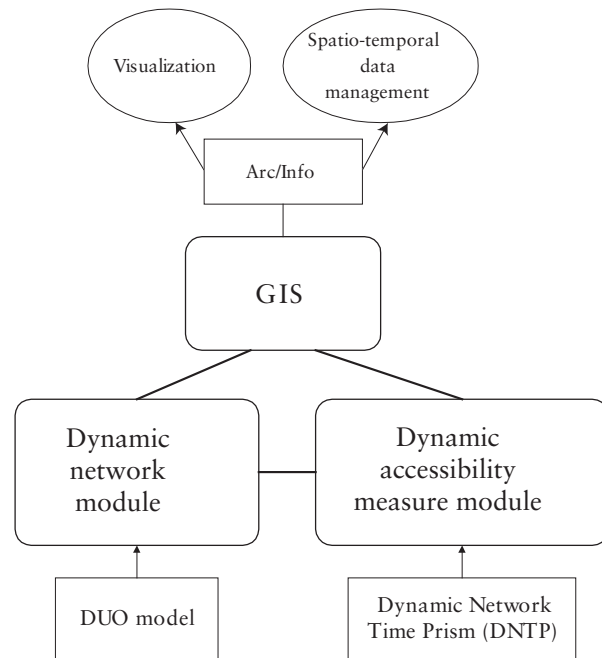 Visualization
Spatio-temporal
data
management
Arc/Info
GIS
Dynamic
network
module
Dynamic
accessibility
measure module
DUO model
Dynamic Network
Time Prism (DNTP)